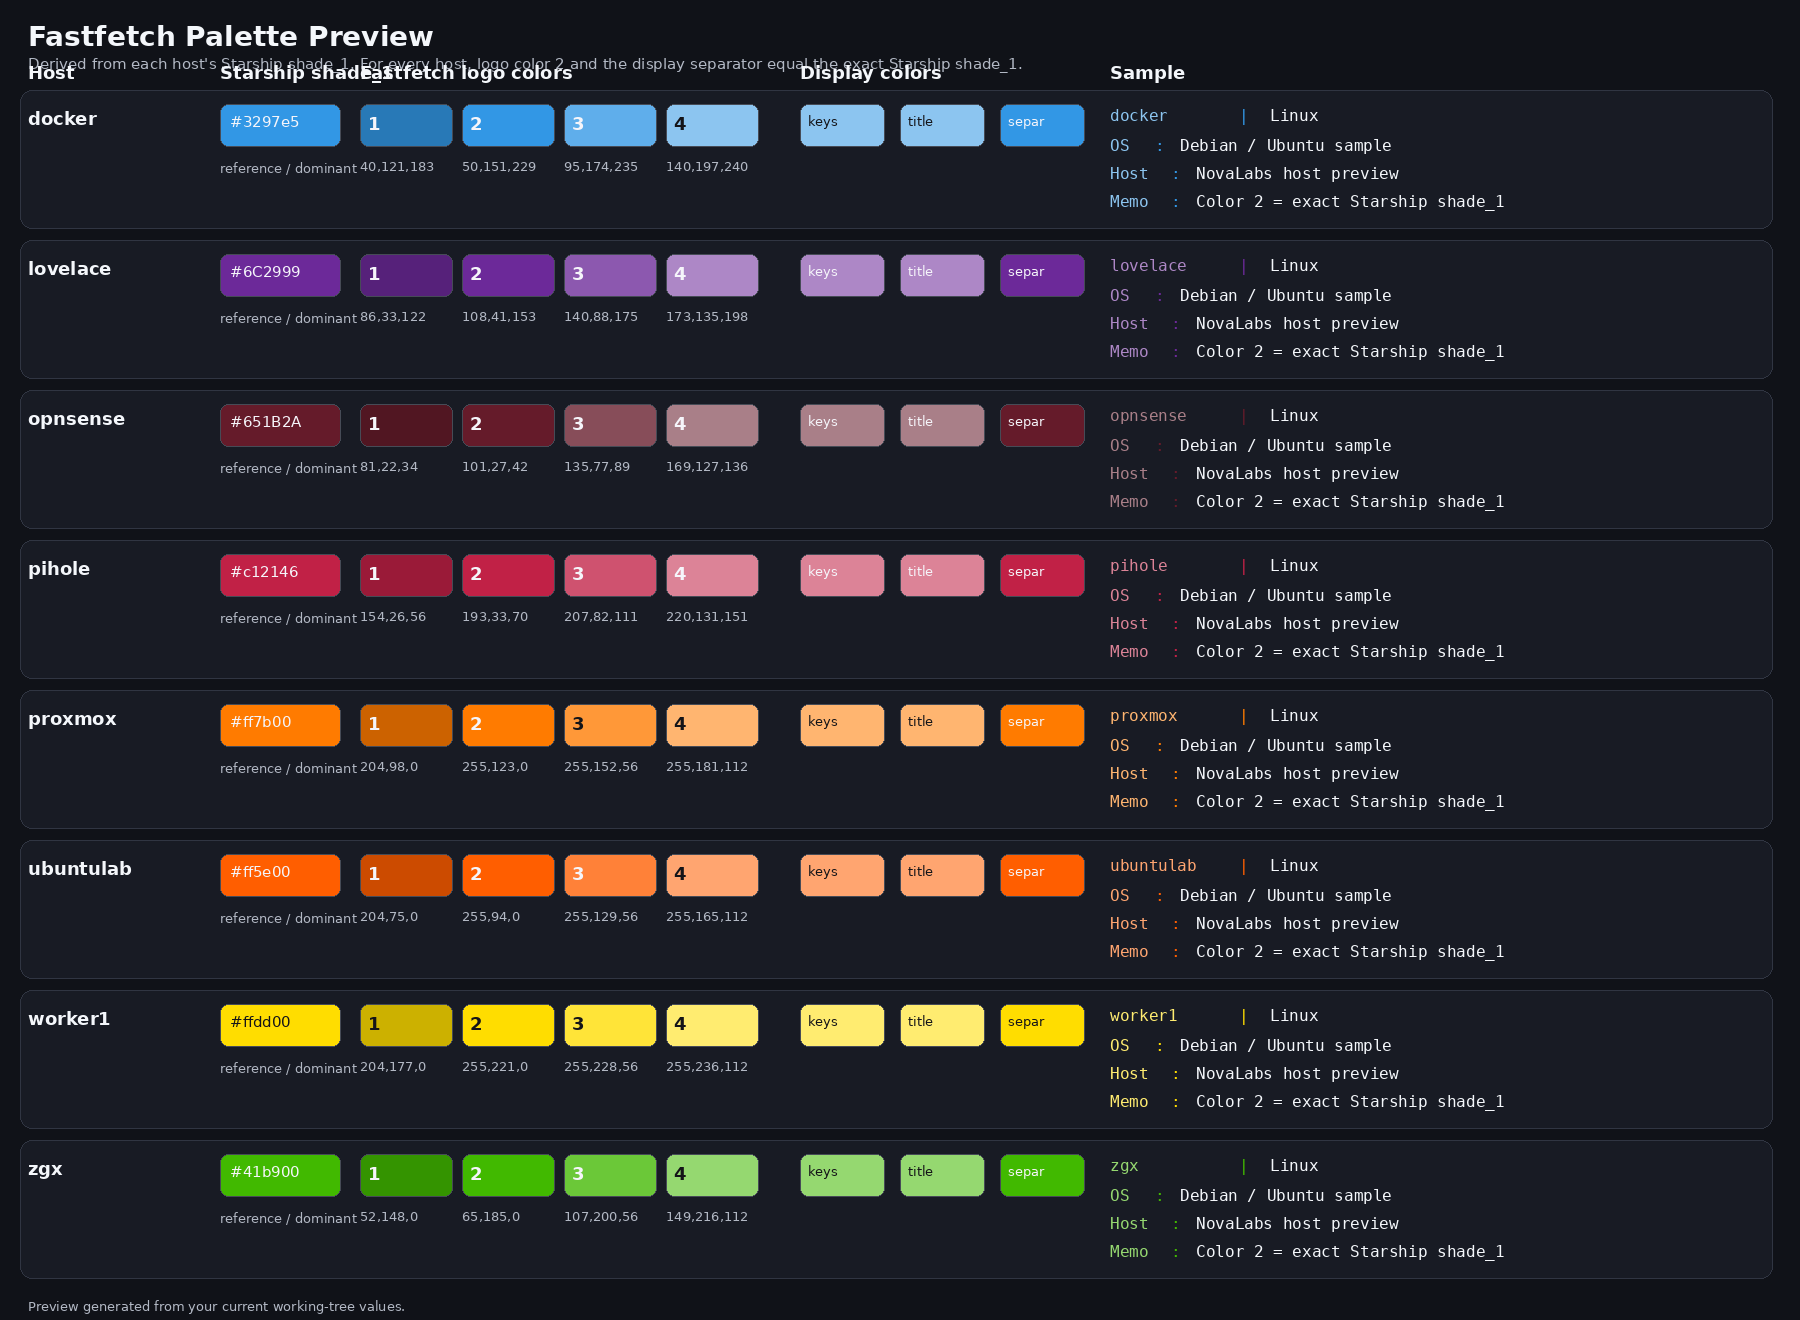 Fastfetch Palette Preview
Derived from each host's Starship shade_1. For every host, logo color 2 and the display separator equal the exact Starship shade_1.
Host Starship shade_1 Fastfetch logo colors Display colors Sample
docker #3297e5 1 2 3 4 keys title separ docker | Linux
OS : Debian / Ubuntu sample
reference / dominant 40,121,183 50,151,229 95,174,235 140,197,240 Host : NovaLabs host preview
Memo : Color 2 = exact Starship shade_1
lovelace #6C2999 1 2 3 4 keys title separ lovelace | Linux
OS : Debian / Ubuntu sample
reference / dominant 86,33,122 108,41,153 140,88,175 173,135,198 Host : NovaLabs host preview
Memo : Color 2 = exact Starship shade_1
opnsense #651B2A 1 2 3 4 keys title separ opnsense | Linux
OS : Debian / Ubuntu sample
reference / dominant 81,22,34 101,27,42 135,77,89 169,127,136 Host : NovaLabs host preview
Memo : Color 2 = exact Starship shade_1
pihole #c12146 1 2 3 4 keys title separ pihole | Linux
OS : Debian / Ubuntu sample
reference / dominant 154,26,56 193,33,70 207,82,111 220,131,151 Host : NovaLabs host preview
Memo : Color 2 = exact Starship shade_1
proxmox #ff7b00 1 2 3 4 keys title separ proxmox | Linux
OS : Debian / Ubuntu sample
reference / dominant 204,98,0 255,123,0 255,152,56 255,181,112 Host : NovaLabs host preview
Memo : Color 2 = exact Starship shade_1
ubuntulab #ff5e00 1 2 3 4 keys title separ ubuntulab | Linux
OS : Debian / Ubuntu sample
reference / dominant 204,75,0 255,94,0 255,129,56 255,165,112 Host : NovaLabs host preview
Memo : Color 2 = exact Starship shade_1
worker1 #ffdd00 1 2 3 4 keys title separ worker1 | Linux
OS : Debian / Ubuntu sample
reference / dominant 204,177,0 255,221,0 255,228,56 255,236,112 Host : NovaLabs host preview
Memo : Color 2 = exact Starship shade_1
zgx #41b900 1 2 3 4 keys title separ zgx | Linux
OS : Debian / Ubuntu sample
reference / dominant 52,148,0 65,185,0 107,200,56 149,216,112 Host : NovaLabs host preview
Memo : Color 2 = exact Starship shade_1
Preview generated from your current working-tree values.